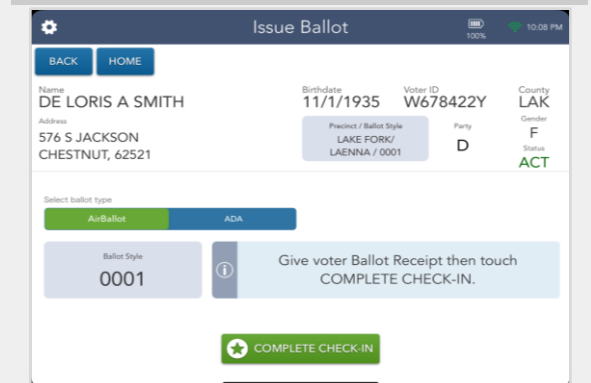 Issue Ballot
100%
10:08 PM
BACK
HOME
Name
DE LORIS A SMITH
Birthdate
11/1/1935
Voter ID
W678422Y
County
LAK
Address
576 S JACKSON
CHESTNUT, 62521
Precinct / Ballot Style
LAKE FORK/
LAENNA / 0001
Party
D
Gender
F
Status
ACT
Select ballot type
AirBallot
ADA
Ballot Style
0001
Give voter Ballot Receipt then touch
COMPLETE CHECK-IN.
COMPLETE CHECK-IN